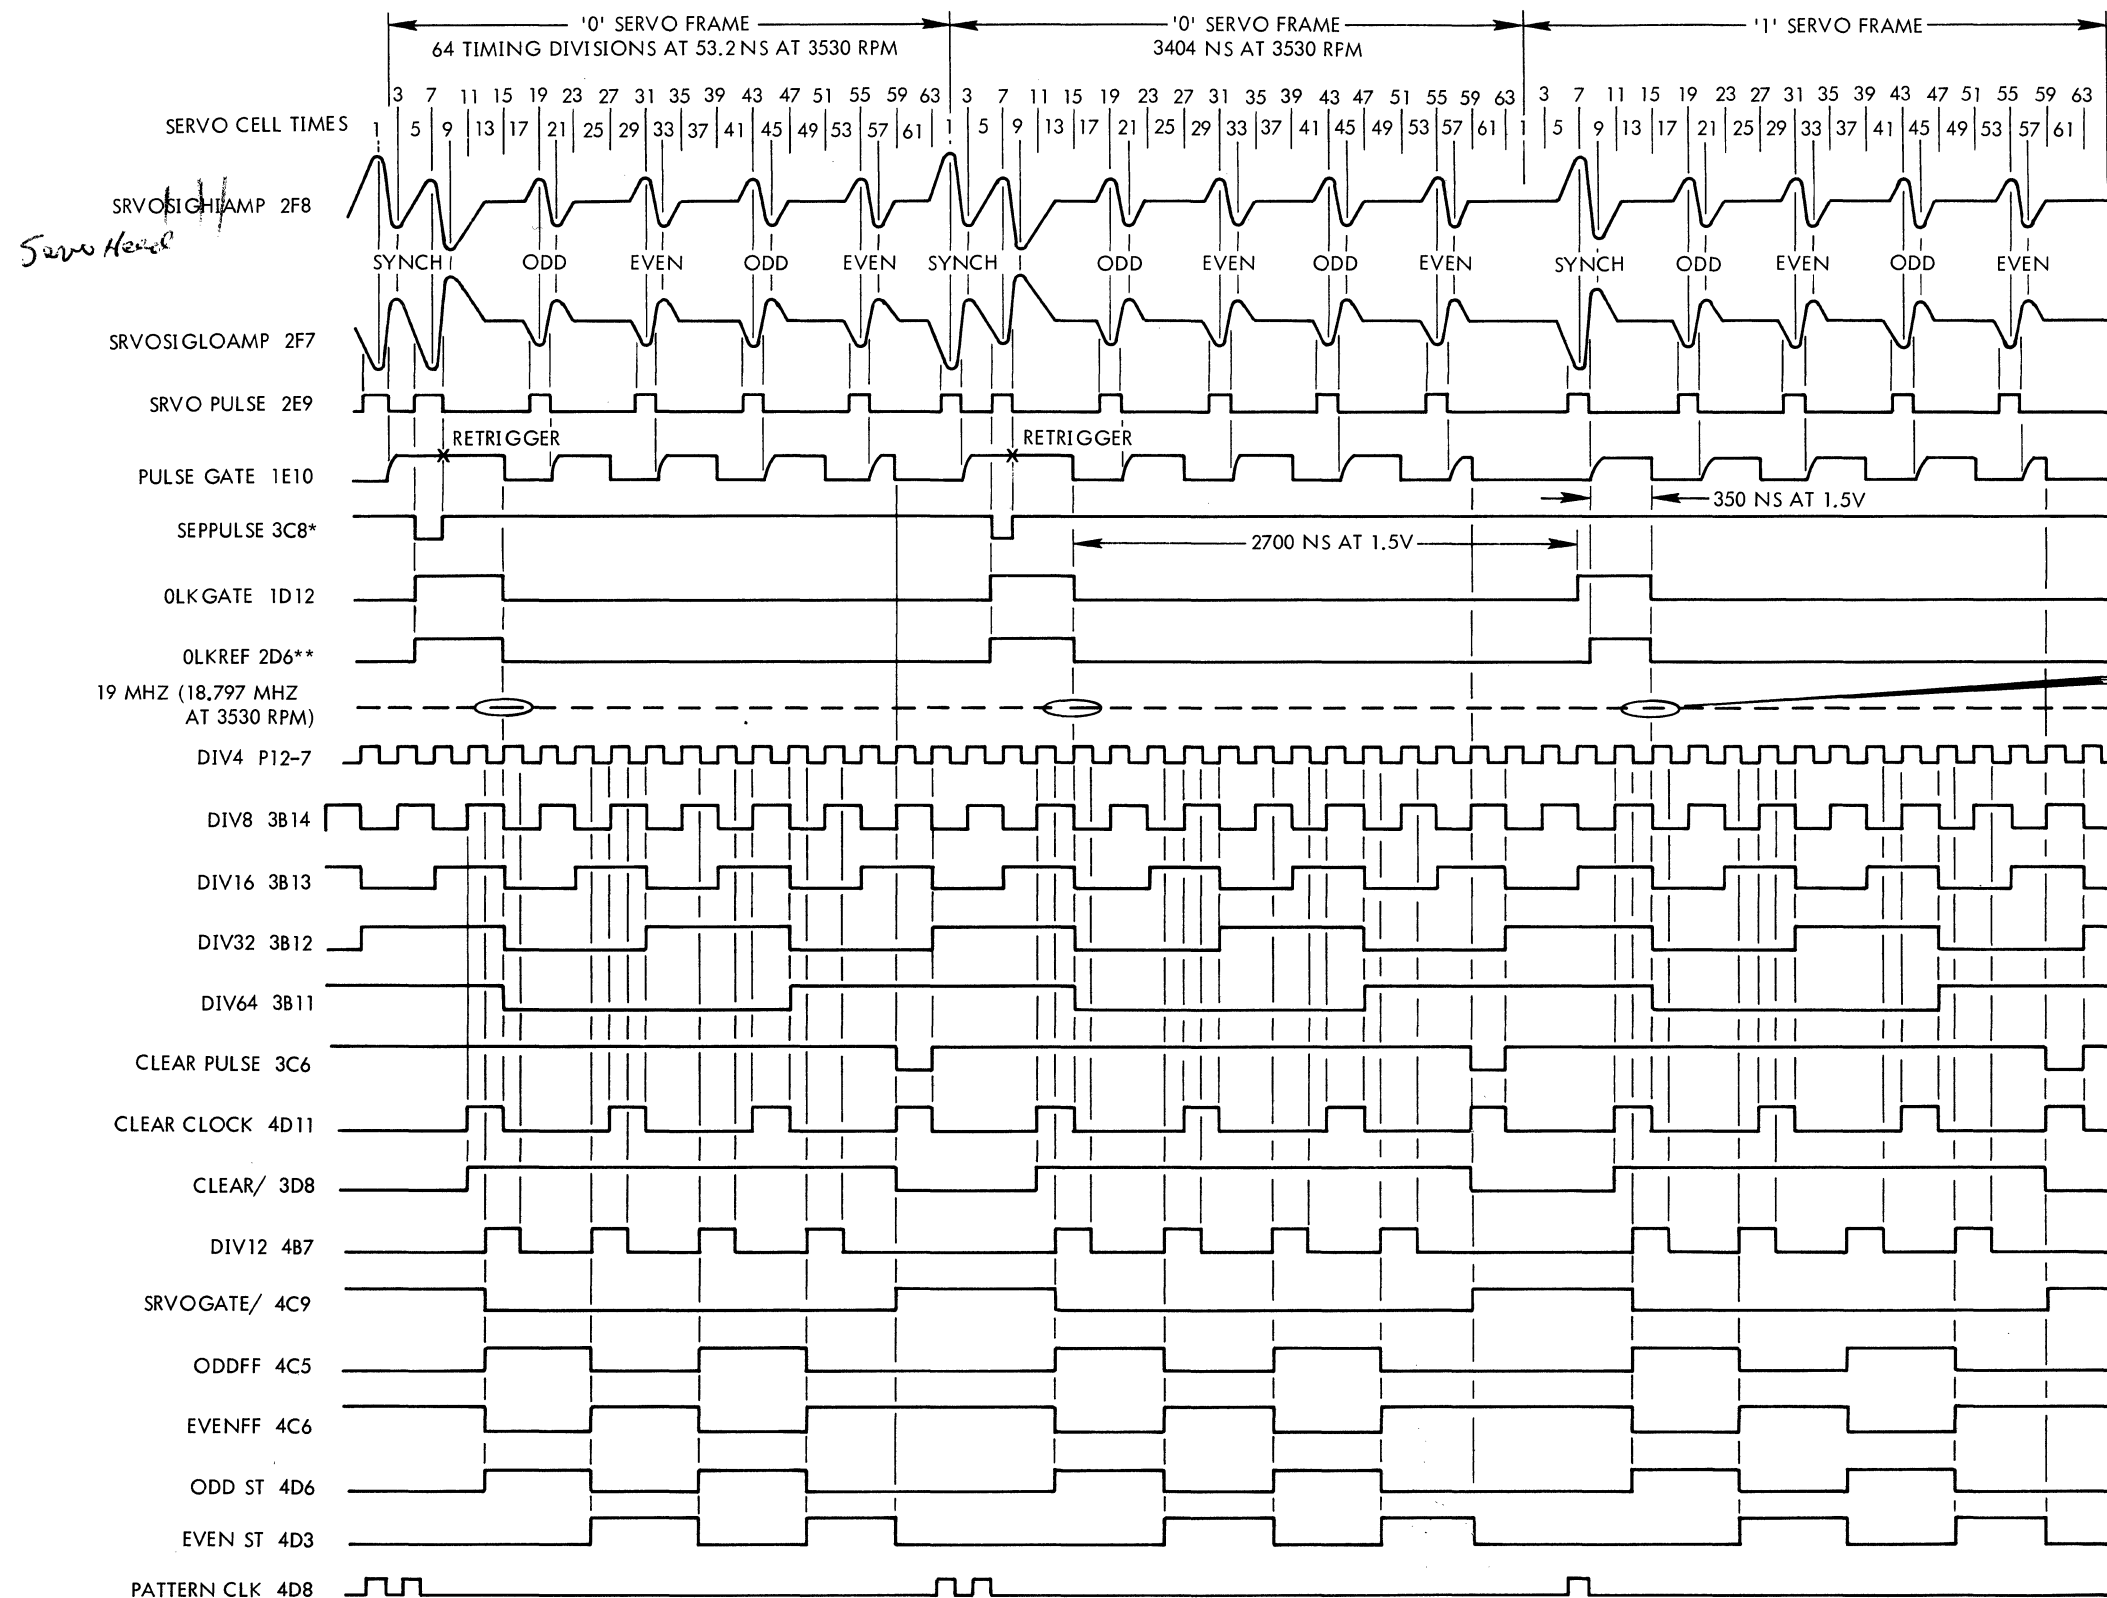 '0' SERVO FRAME '0' SERVO FRAME '1' SERVO FRAME
64 TIMING DIVISIONS AT 53.2 NS AT 3530 RPM 3404 NS AT 3530 RPM
3 7 11 15 19 23 27 31 35 39 43 47 51 55 59 63 3 7 11 15 19 23 27 31 35 39 43 47 51 55 59 63 3 7 11 15 19 23 27 31 35 39 43 47 51 55 59 63
SERVO CELL TIMES 1 5 9 13 17 21 25 29 33 37 41 45 49 53 57 61 1 5 9 13 17 21 25 29 33 37 41 45 49 53 57 61 1 5 9 13 17 21 25 29 33 37 41 45 49 53 57 61
SRVOSIGHIAMP 2F8
Servo Head
SYNCH ODD EVEN ODD EVEN SYNCH ODD EVEN ODD EVEN SYNCH ODD EVEN ODD EVEN
SRVOSIGLOAMP 2F7
SRVO PULSE 2E9
RETRIGGER RETRIGGER
PULSE GATE 1E10
350 NS AT 1.5V
SEPPULSE 3C8*
2700 NS AT 1.5V
0LKGATE 1D12
0LKREF 2D6**
19 MHZ (18.797 MHZ
AT 3530 RPM)
DIV4 P12-7
DIV8 3B14
DIV16 3B13
DIV32 3B12
DIV64 3B11
CLEAR PULSE 3C6
CLEAR CLOCK 4D11
CLEAR/ 3D8
DIV12 4B7
SRVOGATE/ 4C9
ODDFF 4C5
EVENFF 4C6
ODD ST 4D6
EVEN ST 4D3
PATTERN CLK 4D8